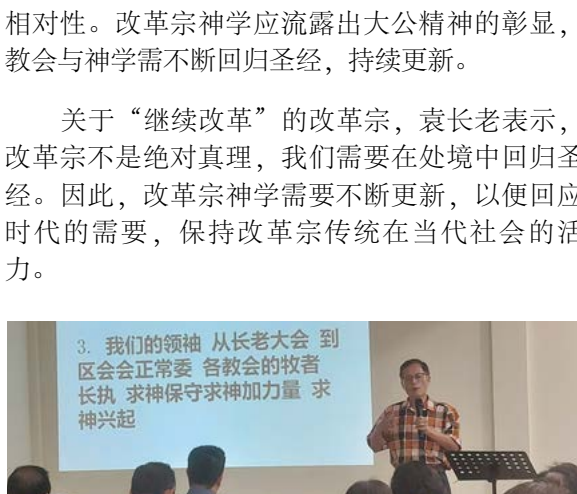 相对性。改革宗神学应流露出大公精神的彰显，
教会与神学需不断回归圣经，持续更新。
关于“继续改革”的改革宗，袁长老表示，
改革宗不是绝对真理，我们需要在处境中回归圣
经。因此，改革宗神学需要不断更新，以便回应
时代的需要，保持改革宗传统在当代社会的活
力。
3. 我们的领袖 从长老大会 到
区会会正常委 各教会的牧者
长执 求神保守求神加力量 求
神兴起